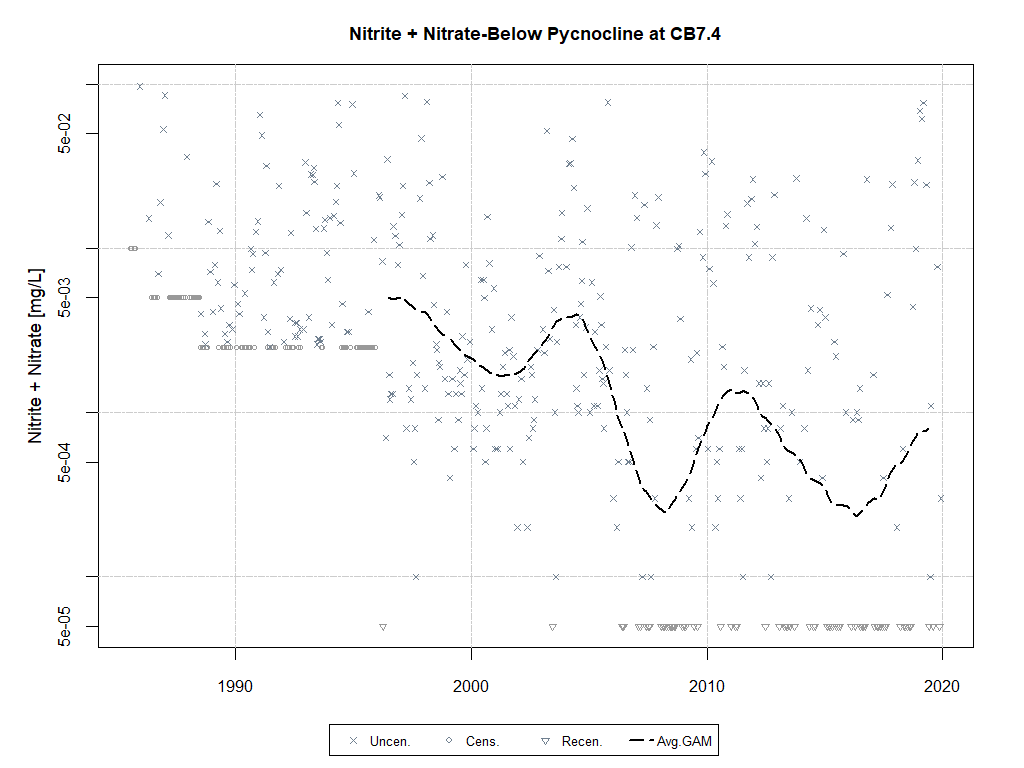 Nitrite + Nitrate-Below Pycnocline at CB7.4
Nitrite + Nitrate [mg/L]
5e-02
5e-03
5e-04
5e-05
1990 2000 2010 2020
Uncen. Cens. Recen. Avg.GAM